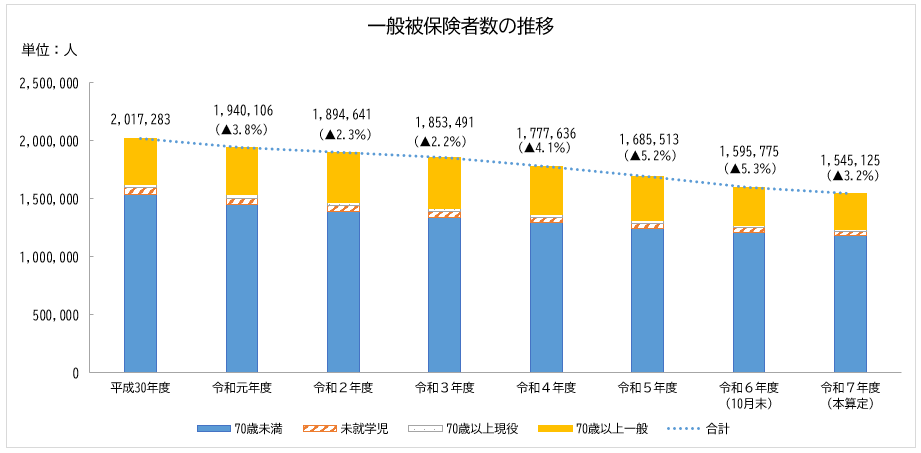 一般被保険者数の推移
単位：人
2,500,000
2,000,000
1,500,000
1,000,000
500,000
0
2,017,283
1,940,106
(▲3.8%)
1,894,641
(▲2.3%)
1,853,491
(▲2.2%)
1,777,636
(▲4.1%)
1,685,513
(▲5.2%)
1,595,775
(▲5.3%)
1,545,125
(▲3.2%)
平成30年度
令和元年度
令和２年度
令和３年度
令和４年度
令和５年度
令和６年度
(10月末)
令和７年度
(本算定)
70歳未満
未就学児
70歳以上現役
70歳以上一般
合計